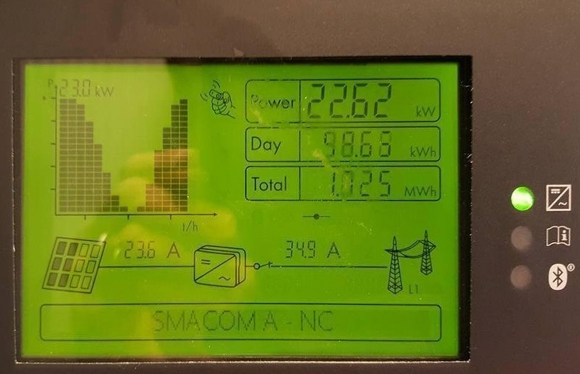 P 23.0 kW
Power 22.62 kW
Day 98.68 kWh
Total 1.025 MWh
t/h
23.6 A
34.9 A
L1
SMACOM A - NC